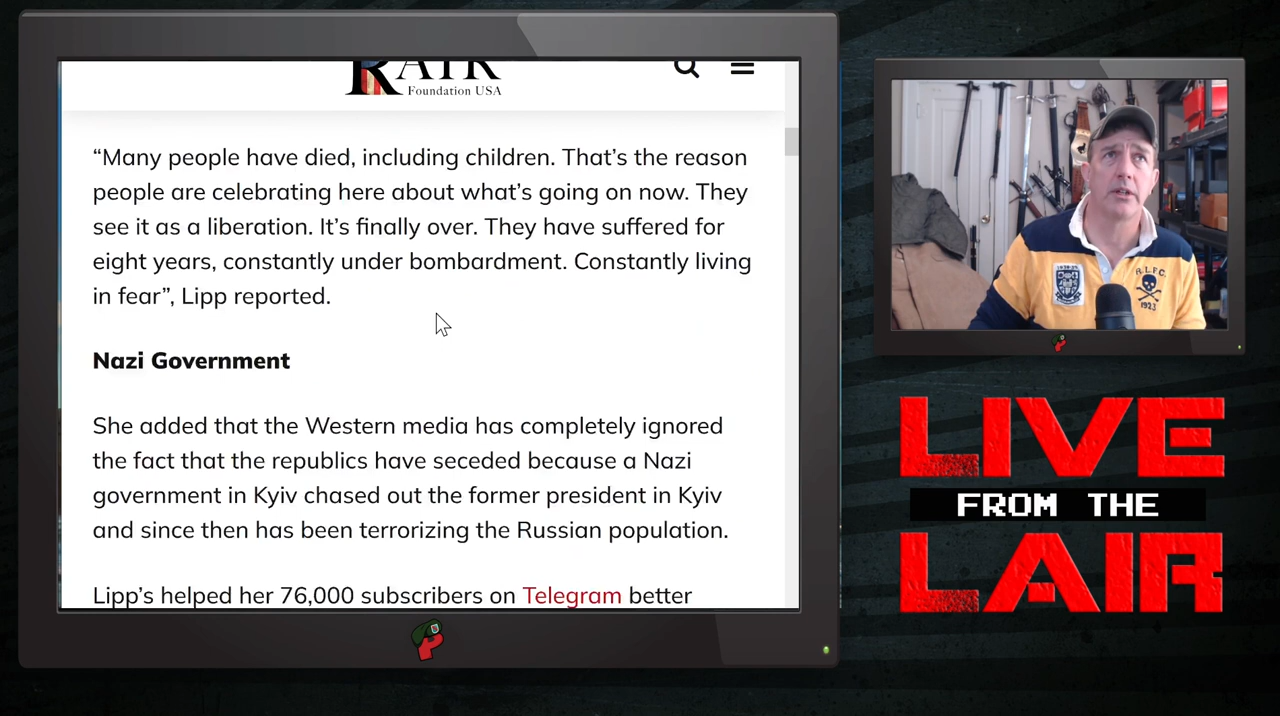 RAIR
Foundation USA
“Many people have died, including children. That’s the reason
people are celebrating here about what’s going on now. They
see it as a liberation. It’s finally over. They have suffered for
eight years, constantly under bombardment. Constantly living
in fear”, Lipp reported.
Nazi Government
She added that the Western media has completely ignored
the fact that the republics have seceded because a Nazi
government in Kyiv chased out the former president in Kyiv
and since then has been terrorizing the Russian population.
Lipp’s helped her 76,000 subscribers on Telegram better
R.L.F.C.
1923
LIVE
FROM THE
LAIR